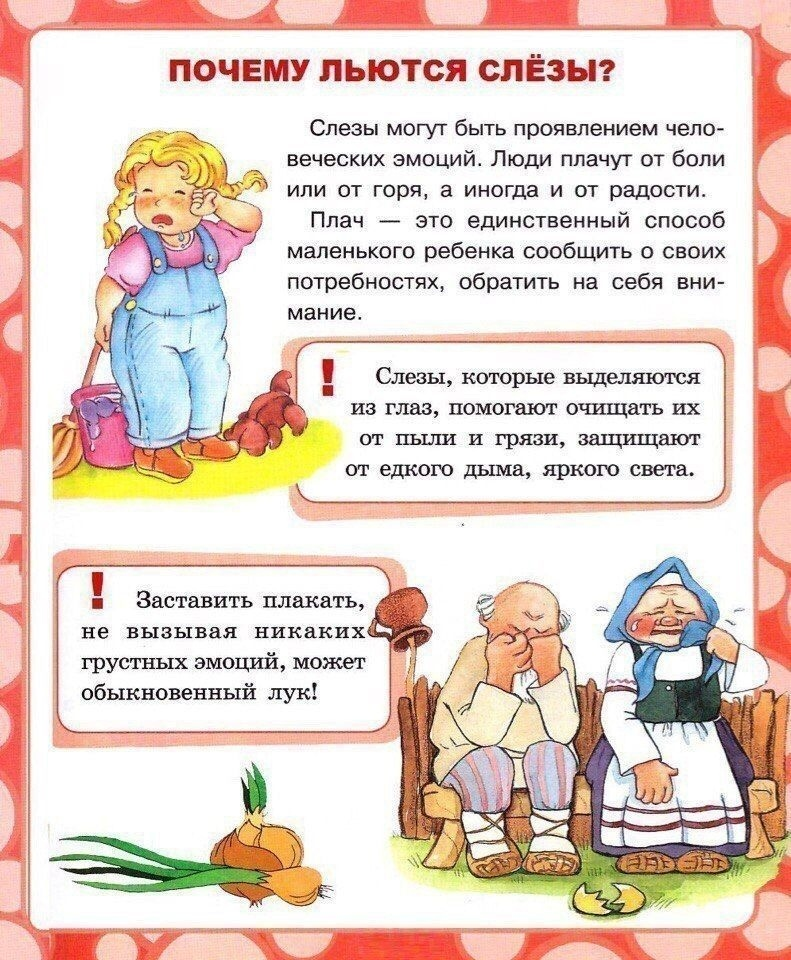 ПОЧЕМУ ЛЬЮТСЯ СЛЁЗЫ?
Слезы могут быть проявлением чело-
веческих эмоций. Люди плачут от боли
или от горя, а иногда и от радости.
Плач — это единственный способ
маленького ребенка сообщить о своих
потребностях, обратить на себя вни-
мание.
! Слезы, которые выделяются
из глаз, помогают очищать их
от пыли и грязи, защищают
от едкого дыма, яркого света.
! Заставить плакать,
не вызывая никаких
грустных эмоций, может
обыкновенный лук!